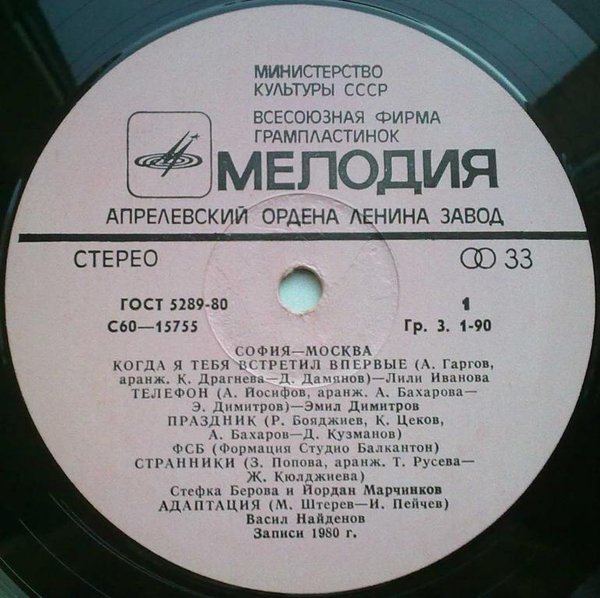 МИНИСТЕРСТВО
КУЛЬТУРЫ СССР
ВСЕСОЮЗНАЯ ФИРМА
ГРАМПЛАСТИНОК
МЕЛОДИЯ
АПРЕЛЕВСКИЙ ОРДЕНА ЛЕНИНА ЗАВОД
СТЕРЕО 33
ГОСТ 5289-80 1
С60—15755 Гр. 3. 1-90
СОФИЯ—МОСКВА
КОГДА Я ТЕБЯ ВСТРЕТИЛ ВПЕРВЫЕ (А. Гаргов,
аранж. К. Драгнева—Д. Дамянов)—Лили Иванова
ТЕЛЕФОН (А. Йосифов, аранж. А. Бахарова—
Э. Димитров)—Эмил Димитров
ПРАЗДНИК (Р. Бояджиев, К. Цеков,
А. Бахаров—Д. Кузманов)
ФСБ (Формация Студио Балкантон)
СТРАННИКИ (З. Попова, аранж. Т. Русева—
Ж. Кюлджиева)
Стефка Берова и Йордан Марчинков
АДАПТАЦИЯ (М. Штерев—И. Пейчев)
Васил Найденов
Записи 1980 г.